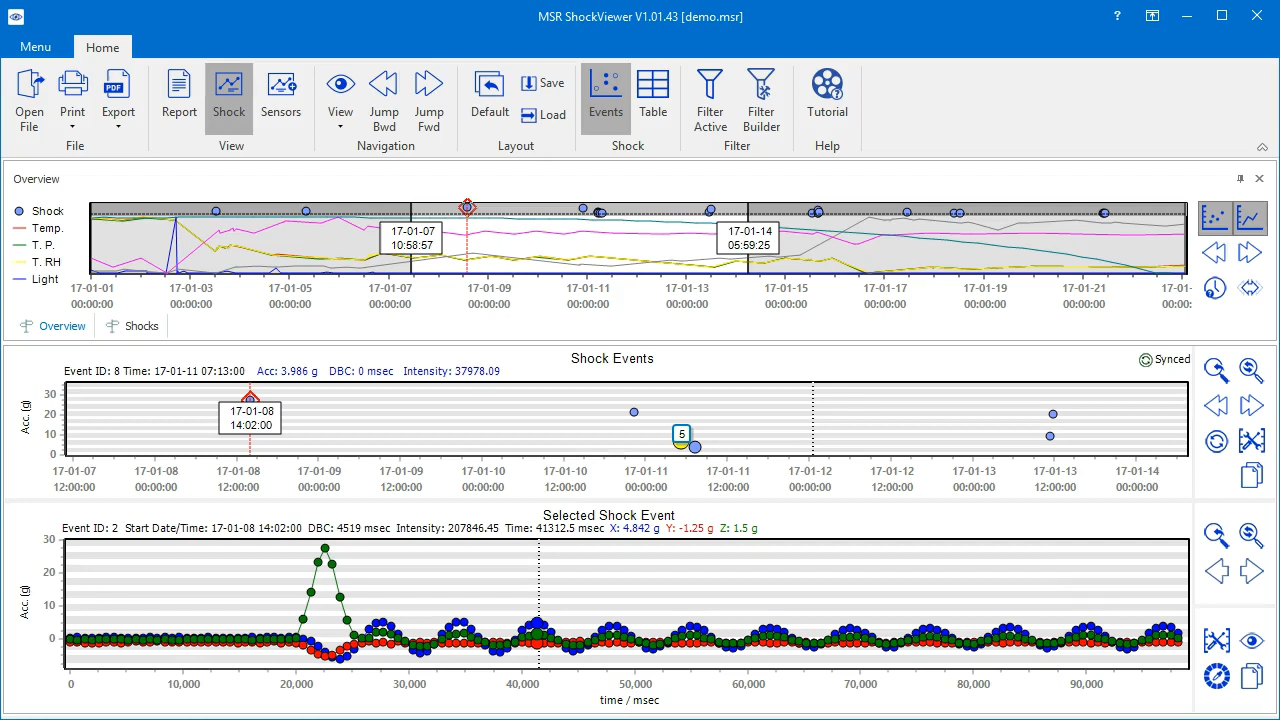 MSR ShockViewer V1.01.43 [demo.msr]
?
Menu Home
Open File Print PDF Export Report Shock Sensors View Jump Bwd Jump Fwd Default Save Load Events Table Filter Active Filter Builder Tutorial
File View Navigation Layout Shock Filter Help
Overview
Shock
Temp.
T. P.
T. RH
Light
17-01-07
10:58:57
17-01-14
05:59:25
17-01-01 17-01-03 17-01-05 17-01-07 17-01-09 17-01-11 17-01-13 17-01-15 17-01-17 17-01-19 17-01-21 17-01-
00:00:00 00:00:00 00:00:00 00:00:00 00:00:00 00:00:00 00:00:00 00:00:00 00:00:00 00:00:00 00:00:00 00:00:
Overview Shocks
Shock Events
Synced
Event ID: 8 Time: 17-01-11 07:13:00 Acc: 3.986 g DBC: 0 msec Intensity: 37978.09
Acc. (g)
30
20
10
0
17-01-08
14:02:00
5
17-01-07 17-01-08 17-01-08 17-01-09 17-01-09 17-01-10 17-01-10 17-01-11 17-01-11 17-01-12 17-01-12 17-01-13 17-01-13 17-01-14
12:00:00 00:00:00 12:00:00 00:00:00 12:00:00 00:00:00 12:00:00 00:00:00 12:00:00 00:00:00 12:00:00 00:00:00 12:00:00 00:00:00
Selected Shock Event
Event ID: 2 Start Date/Time: 17-01-08 14:02:00 DBC: 4519 msec Intensity: 207846.45 Time: 41312.5 msec X: 4.842 g Y: -1.25 g Z: 1.5 g
Acc. (g)
30
20
10
0
0 10,000 20,000 30,000 40,000 50,000 60,000 70,000 80,000 90,000
time / msec